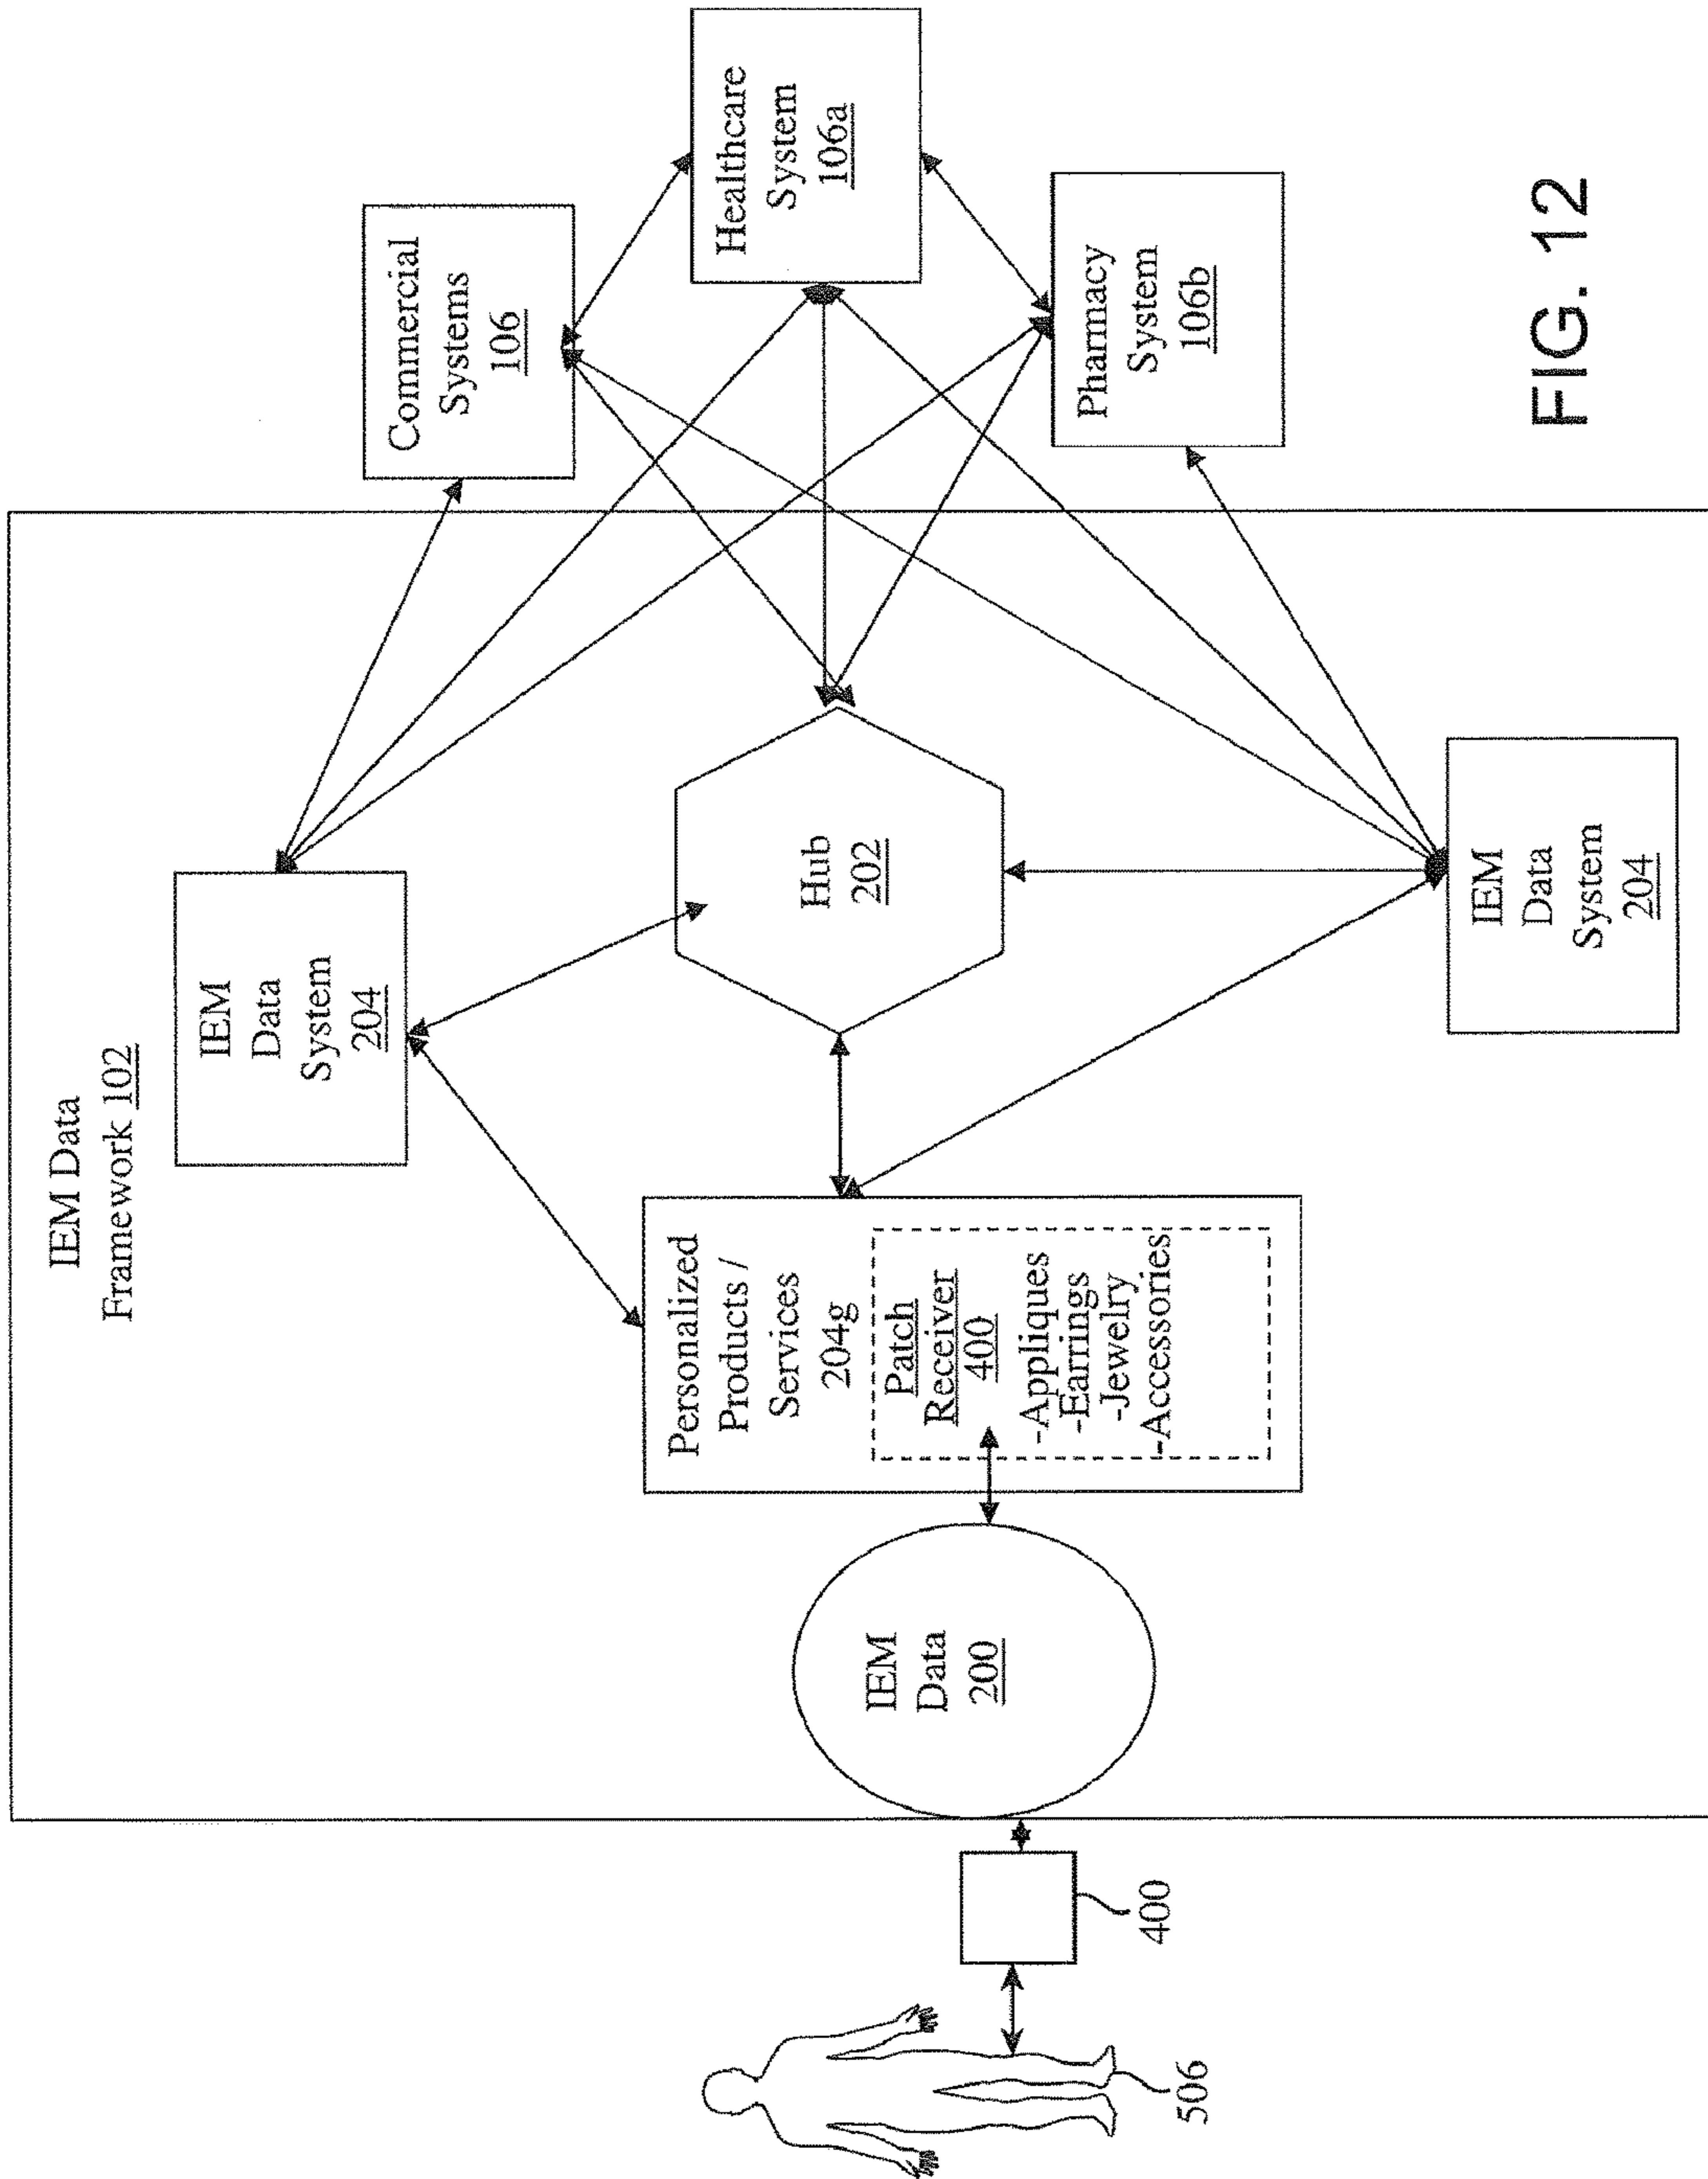 IEM Data
Framework 102
IEM
Data
System
204
Commercial
Systems
106
Healthcare
System
106a
Pharmacy
System
106b
Hub
202
Personalized
Products /
Services
204g
Patch
Receiver
400
-Appliques
-Earrings
-Jewelry
-Accessories
IEM
Data
200
IEM
Data
System
204
400
506
FIG. 12